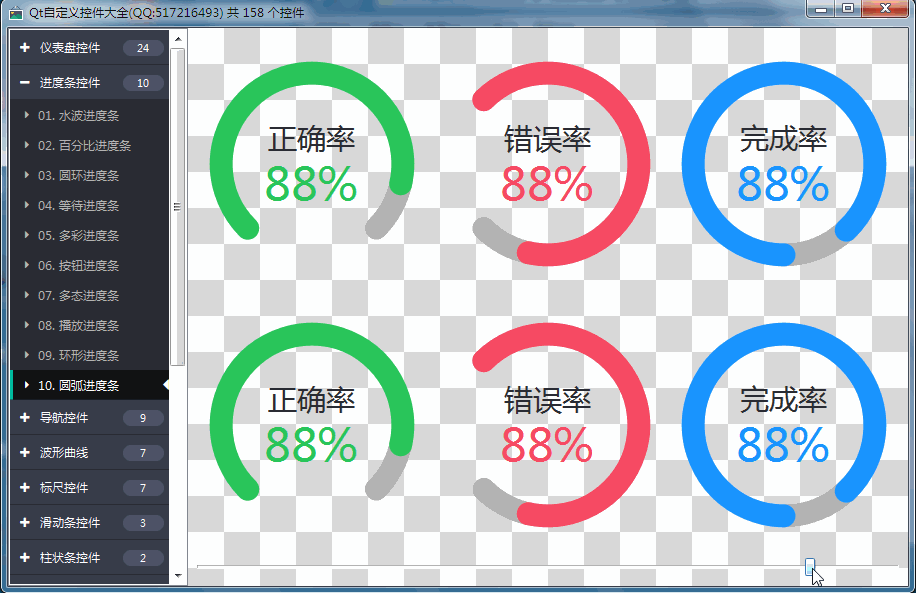 Qt自定义控件大全(QQ:517216493) 共 158 个控件
仪表盘控件 24
进度条控件 10
01. 水波进度条
02. 百分比进度条
03. 圆环进度条
04. 等待进度条
05. 多彩进度条
06. 按钮进度条
07. 多态进度条
08. 播放进度条
09. 环形进度条
10. 圆弧进度条
导航控件 9
波形曲线 7
标尺控件 7
滑动条控件 3
柱状条控件 2
正确率
88%
错误率
88%
完成率
88%
正确率
88%
错误率
88%
完成率
88%